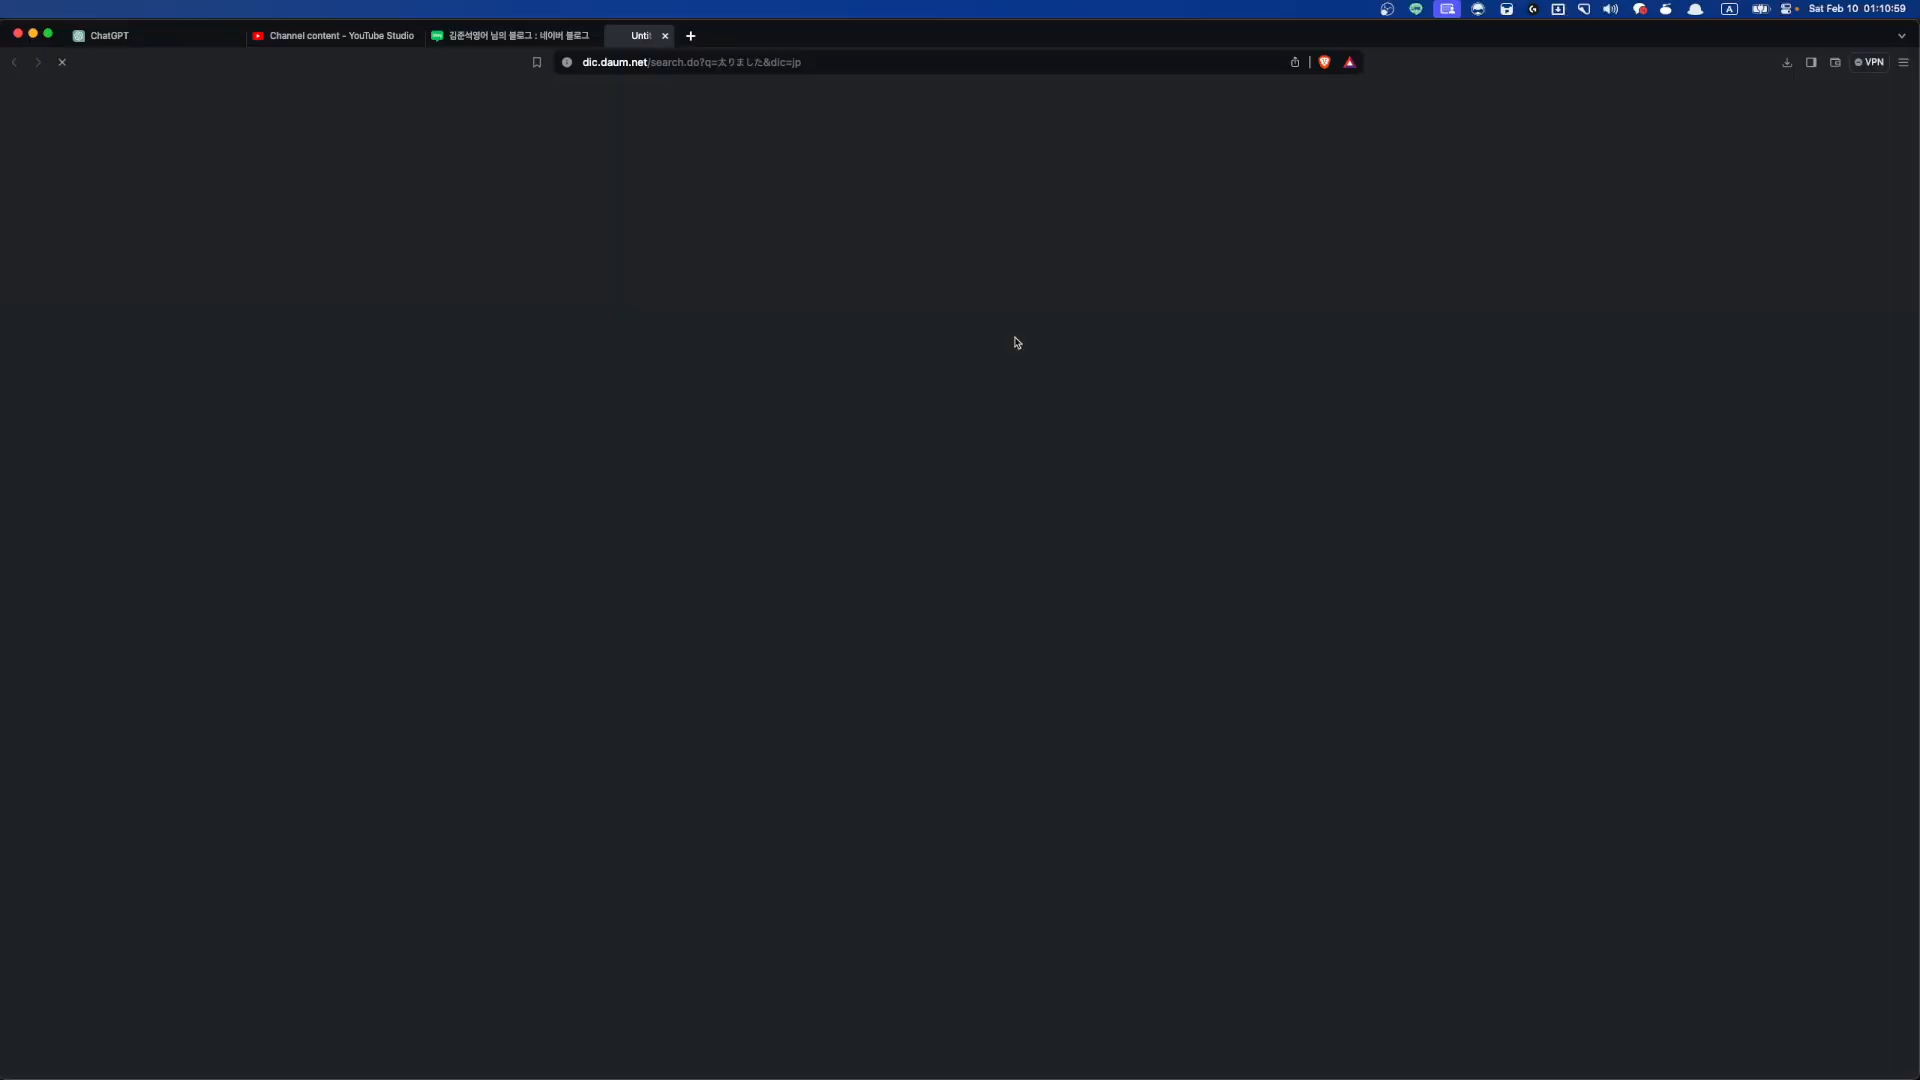 Sat Feb 10 01:10:59
ChatGPT
Channel content - YouTube Studio
김준석영어 님의 블로그 : 네이버 블로그
Unti
dic.daum.net/search.do?q=太りました&dic=jp
VPN
A